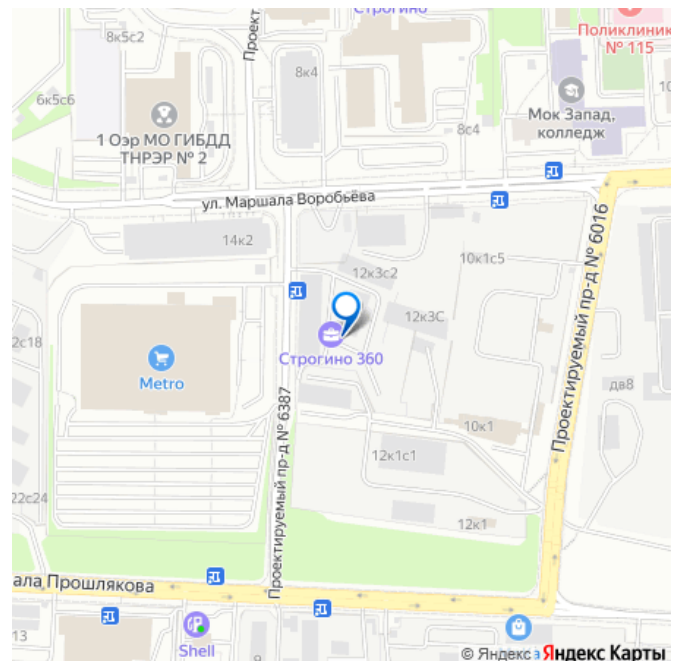 Строгино
Поликлиник
№ 115
8к5с2
Проект
8к4
6к5с6
1 Оэр МО ГИБДД
ТНРЭР № 2
Мок Запад,
колледж
8с4
ул. Маршала Воробьёва
14к2
12к3с2
10к1с5
Проектируемый пр-д № 6016
12к3С
2с18
Строгино 360
Metro
Проектируемый пр-д № 6387
дв8
10к1
12к1с1
22с24
12к1
ала Прошлякова
13
Shell
© Яндекс
Яндекс Карты